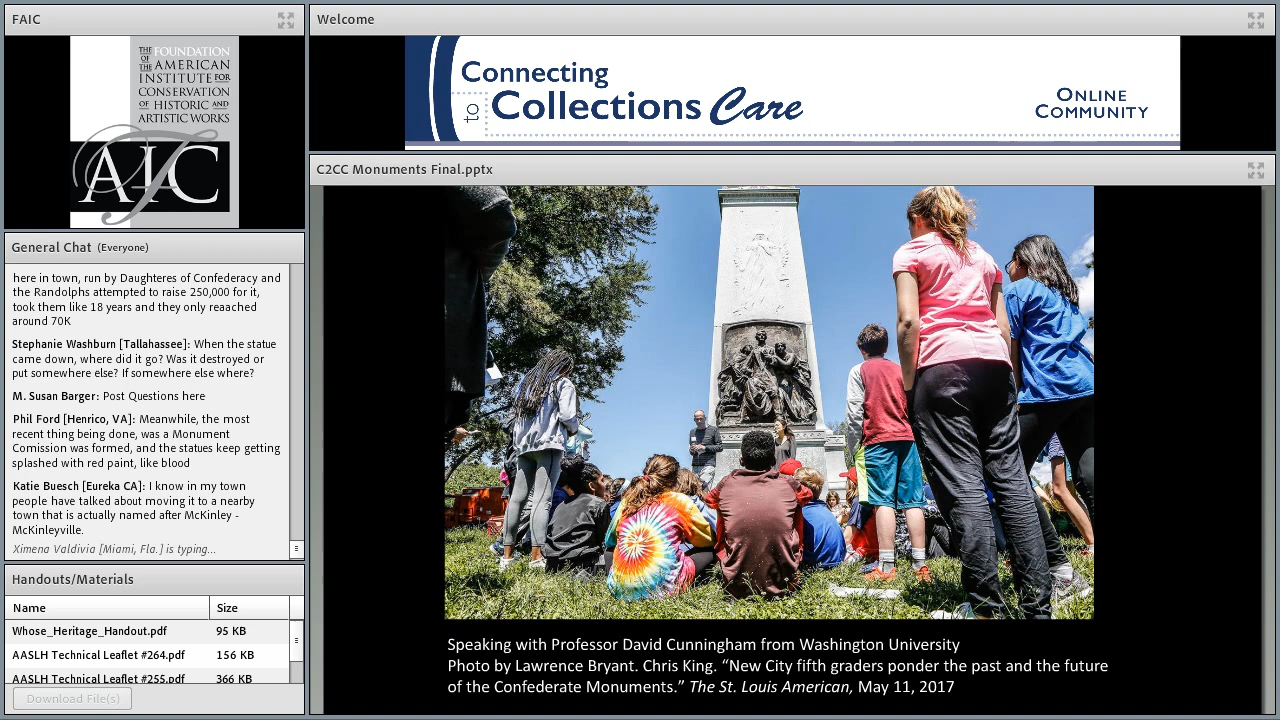 FAIC
THE FOUNDATION
OF THE AMERICAN
INSTITUTE FOR
CONSERVATION
OF HISTORIC AND
ARTISTIC WORKS
AIC
Welcome
Connecting
to Collections Care
ONLINE
COMMUNITY
General Chat (Everyone)
here in town, run by Daughteres of Confederacy and
the Randolphs attempted to raise 250,000 for it,
took them like 18 years and they only reaached
around 70K
Stephanie Washburn [Tallahassee]: When the statue
came down, where did it go? Was it destroyed or
put somewhere else? If somewhere else where?
M. Susan Barger: Post Questions here
Phil Ford [Henrico, VA]: Meanwhile, the most
recent thing being done, was a Monument
Comission was formed, and the statues keep getting
splashed with red paint, like blood
Katie Buesch [Eureka CA]: I know in my town
people have talked about moving it to a nearby
town that is actually named after McKinley -
McKinleyville.
Ximena Valdivia [Miami, Fla.] is typing...
Handouts/Materials
Name Size
Whose_Heritage_Handout.pdf 95 KB
AASLH Technical Leaflet #264.pdf 156 KB
AASLH Technical Leaflet #255.pdf 366 KB
Download File(s)
C2CC Monuments Final.pptx
Speaking with Professor David Cunningham from Washington University
Photo by Lawrence Bryant. Chris King. “New City fifth graders ponder the past and the future
of the Confederate Monuments.” The St. Louis American, May 11, 2017